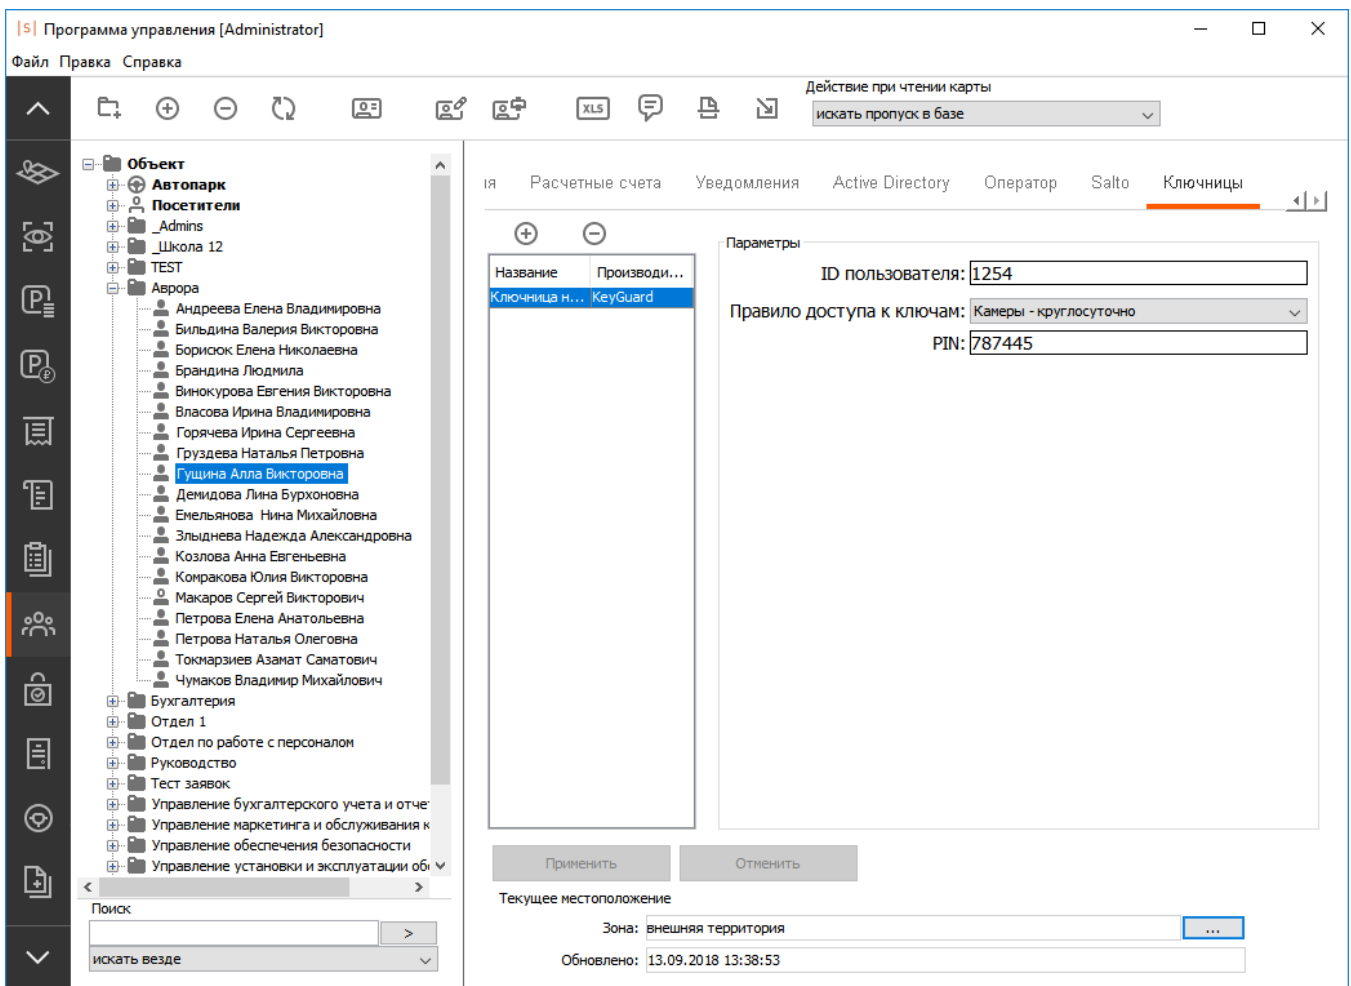 |S| Программа управления [Administrator]
Файл Правка Справка
Действие при чтении карты
XLS
искать пропуск в базе
Объект
Автопарк
Посетители
_Admins
_Школа 12
TEST
Аврора
Андреева Елена Владимировна
Бильдина Валерия Викторовна
Борисюк Елена Николаевна
Брандина Людмила
Винокурова Евгения Викторовна
Власова Ирина Владимировна
Горячева Ирина Сергеевна
Груздева Наталья Петровна
Гущина Алла Викторовна
Демидова Лина Бурхоновна
Емельянова Нина Михайловна
Злыднева Надежда Александровна
Козлова Анна Евгеньевна
Комракова Юлия Викторовна
Макаров Сергей Викторович
Петрова Елена Анатольевна
Петрова Наталья Олеговна
Токмарзиев Азамат Саматович
Чумаков Владимир Михайлович
Бухгалтерия
Отдел 1
Отдел по работе с персоналом
Руководство
Тест заявок
Управление бухгалтерского учета и отче
Управление маркетинга и обслуживания к
Управление обеспечения безопасности
Управление установки и эксплуатации об
Поиск
>
искать везде
ия Расчетные счета Уведомления Active Directory Оператор Salto Ключницы
Название Производи...
Ключница н... KeyGuard
Параметры
ID пользователя: 1254
Правило доступа к ключам: Камеры - круглосуточно
PIN: 787445
Применить Отменить
Текущее местоположение
Зона: внешняя территория ...
Обновлено: 13.09.2018 13:38:53